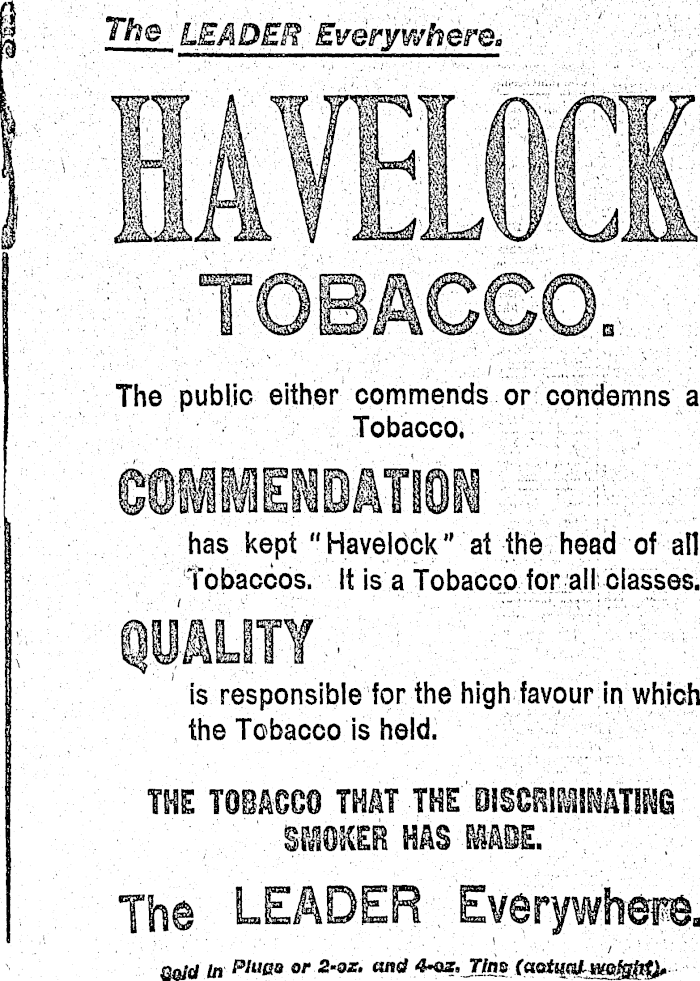 The LEADER Everywhere.
HAVELOCK
TOBACCO.
The public either commends or condemns a
Tobacco.
COMMENDATION
has kept "Havelock" at the head of all
Tobaccos. It is a Tobacco for all classes.
QUALITY
is responsible for the high favour in which
the Tobacco is held.
THE TOBACCO THAT THE DISCRIMINATING
SMOKER HAS MADE.
The LEADER Everywhere.
Sold in Plugs or 2-oz. and 4-oz. Tins (actual weight).